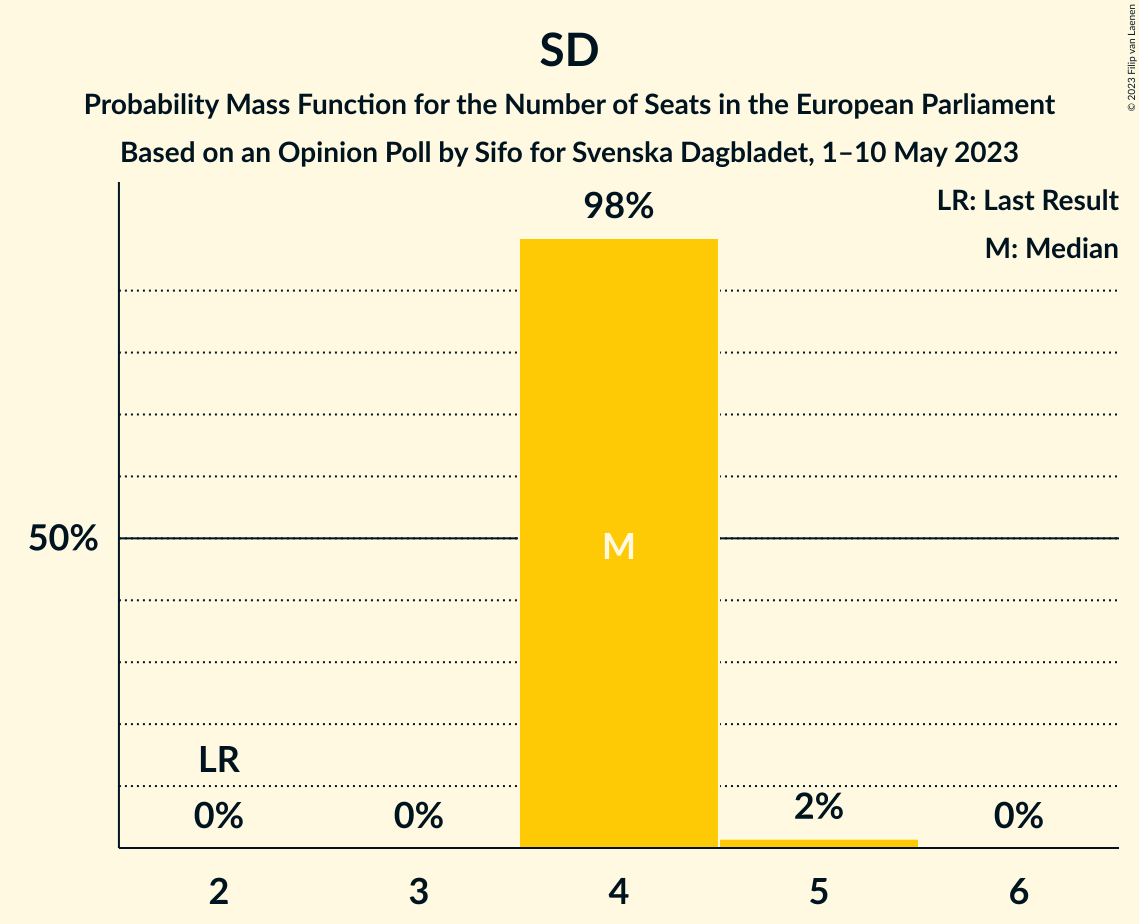 SD
Probability Mass Function for the Number of Seats in the European Parliament
Based on an Opinion Poll by Sifo for Svenska Dagbladet, 1–10 May 2023
© 2023 Filip van Laenen
LR: Last Result
M: Median
98%
50%
M
LR
0%
0%
2%
0%
2
3
4
5
6